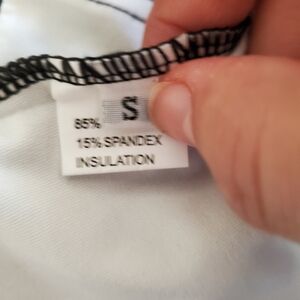 S
85%
15% SPANDEX
INSULATION